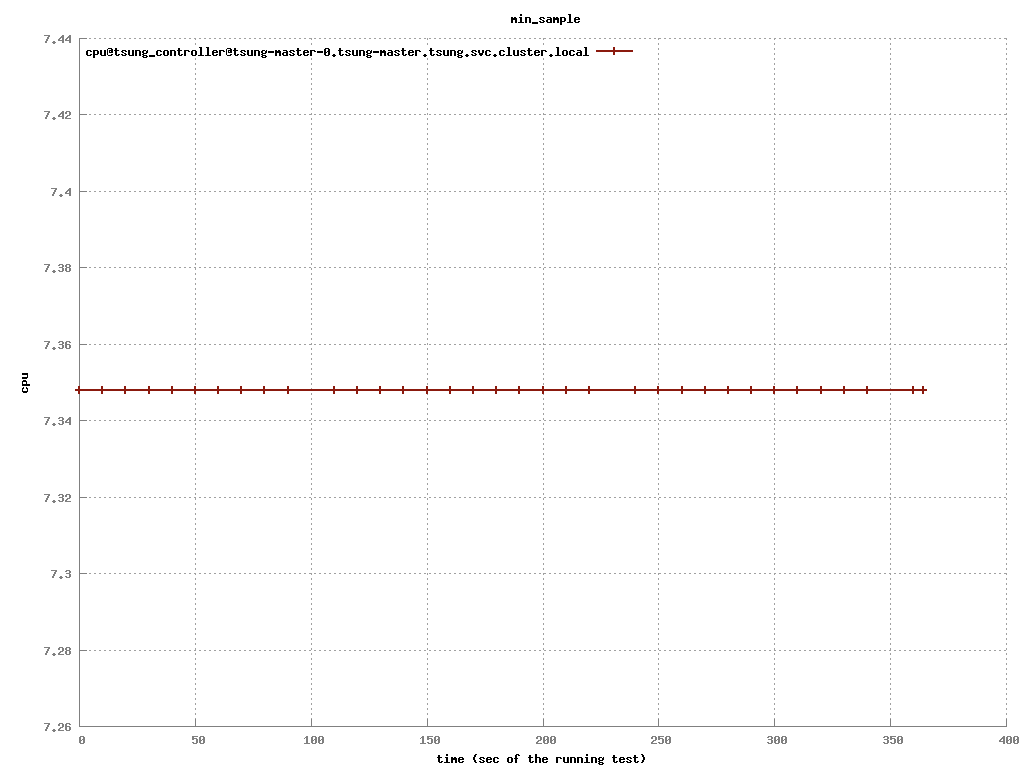 min_sample
7.44
cpu@tsung_controller@tsung-master-0.tsung-master.tsung.svc.cluster.local
7.42
7.4
7.38
7.36
cpu
7.34
7.32
7.3
7.28
7.26
0 50 100 150 200 250 300 350 400
time (sec of the running test)